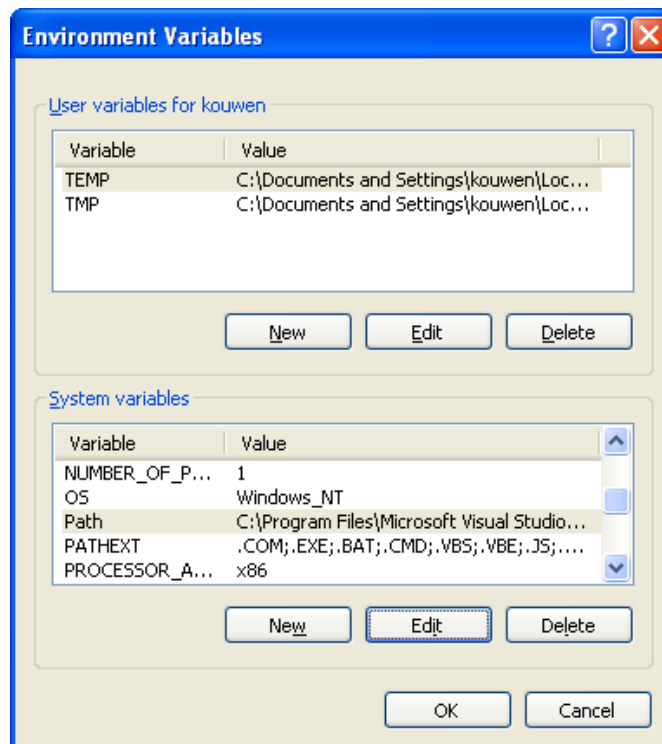 Environment Variables
User variables for kouwen
Variable Value
TEMP C:\Documents and Settings\kouwen\Loc...
TMP C:\Documents and Settings\kouwen\Loc...
New Edit Delete
System variables
Variable Value
NUMBER_OF_P... 1
OS Windows_NT
Path C:\Program Files\Microsoft Visual Studio...
PATHEXT .COM;.EXE;.BAT;.CMD;.VBS;.VBE;.JS;....
PROCESSOR_A... x86
New Edit Delete
OK Cancel